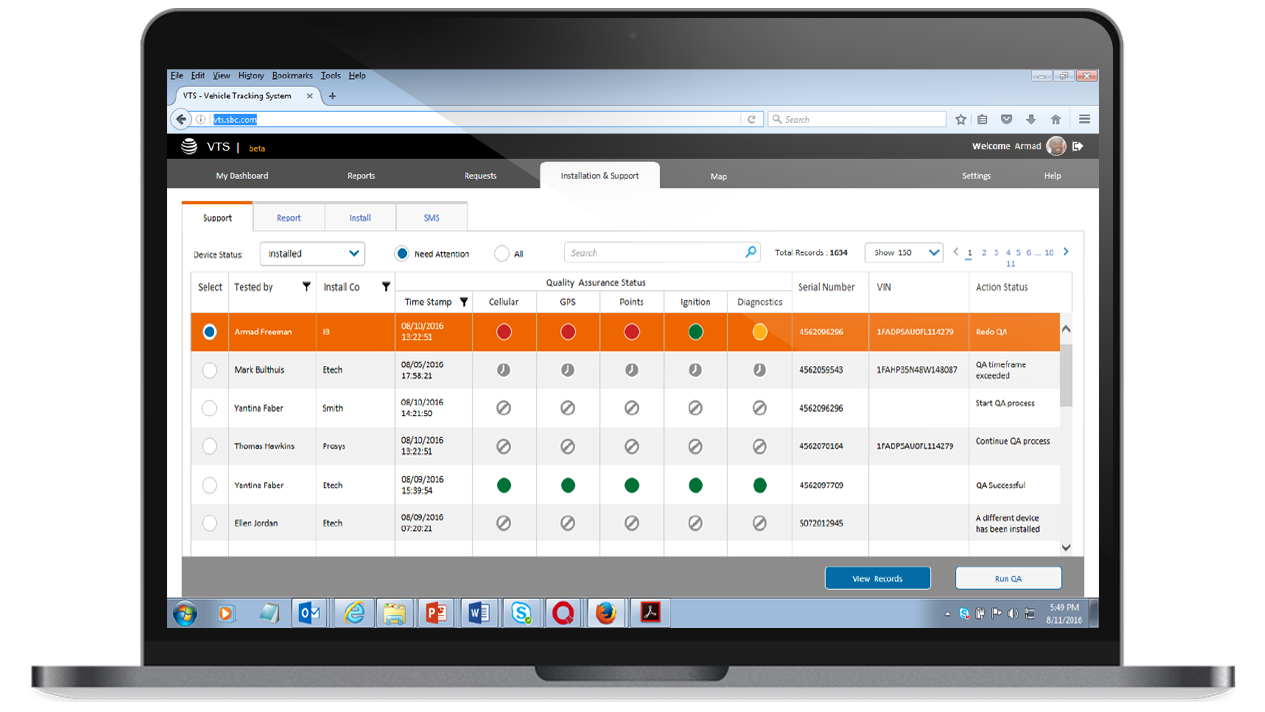 File Edit View History Bookmarks Tools Help
VTS - Vehicle Tracking System
vts.sbc.com
Search
VTS | beta
Welcome Armad
My Dashboard Reports Requests Installation & Support Map Settings Help
Support Report Install SMS
Device Status: Installed Need Attention All Search Total Records : 1634 Show 150 1 2 3 4 5 6 ... 10
11
Select Tested by Install Co Quality Assurance Status Serial Number VIN Action Status
Time Stamp Cellular GPS Points Ignition Diagnostics
Armad Freeman IB 08/10/2016 4562096296 1FADP5AU0FL114279 Redo QA
13:22:51
Mark Bulthuis Etech 08/05/2016 4562059543 1FAHP35N48W148087 QA timeframe
17:58:21 exceeded
Yantina Faber Smith 08/10/2016 4562096296 Start QA process
14:21:50
Thomas Hawkins Prosys 08/10/2016 4562070164 1FADP5AU0FL114279 Continue QA process
13:22:51
Yantina Faber Etech 08/09/2016 4562097709 QA Successful
15:39:54
Ellen Jordan Etech 08/09/2016 5072012945 A different device
07:20:21 has been installed
View Records Run QA
5:49 PM
8/11/2016